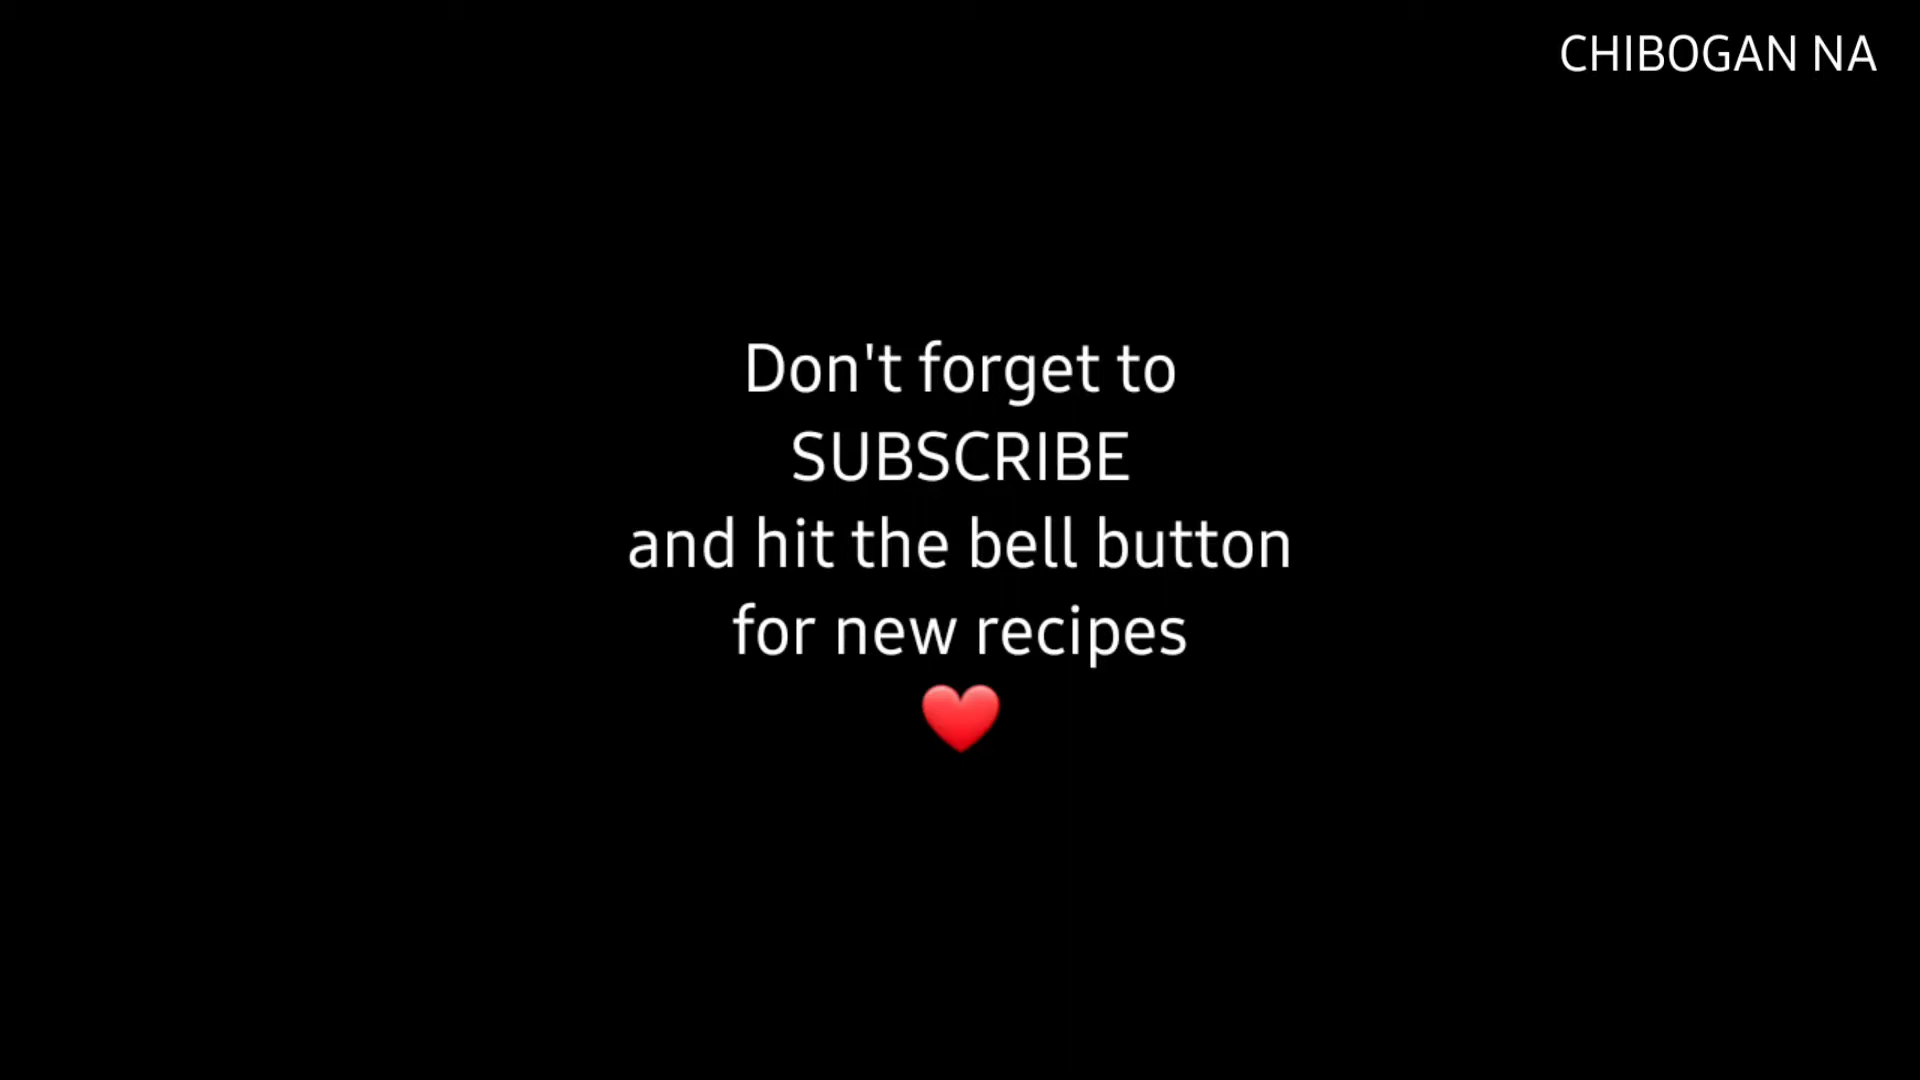 CHIBOGAN NA
Don't forget to
SUBSCRIBE
and hit the bell button
for new recipes
❤️